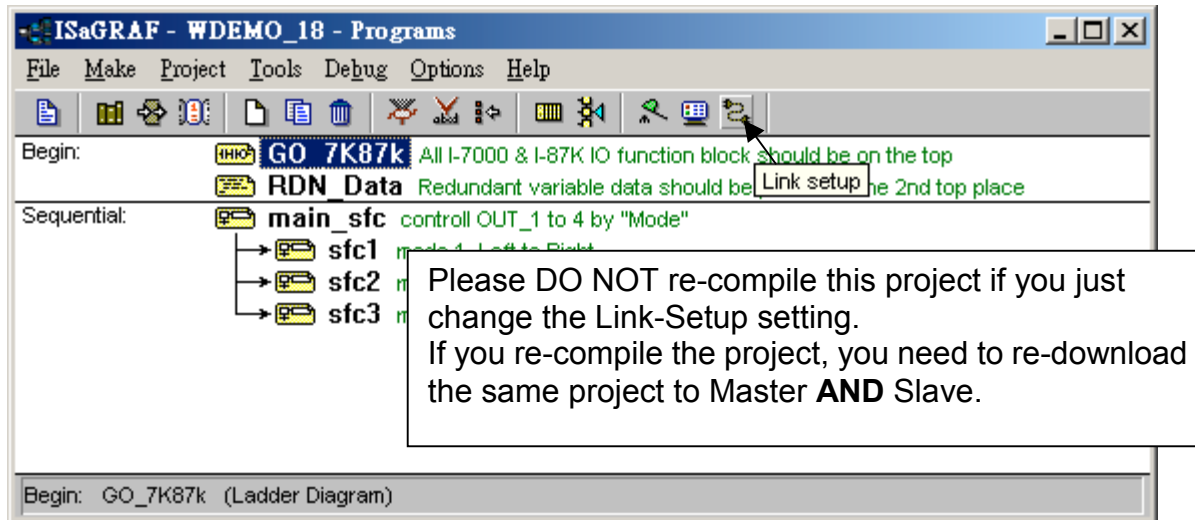 ISaGRAF - WDEMO_18 - Programs
File Make Project Tools Debug Options Help
Begin: GO_7K87k All I-7000 & I-87K IO function block should be on the top
RDN_Data Redundant variable data should be he 2nd top place
Link setup
Sequential: main_sfc controll OUT_1 to 4 by "Mode"
sfc1
sfc2
sfc3
Please DO NOT re-compile this project if you just
change the Link-Setup setting.
If you re-compile the project, you need to re-download
the same project to Master AND Slave.
Begin: GO_7K87k (Ladder Diagram)